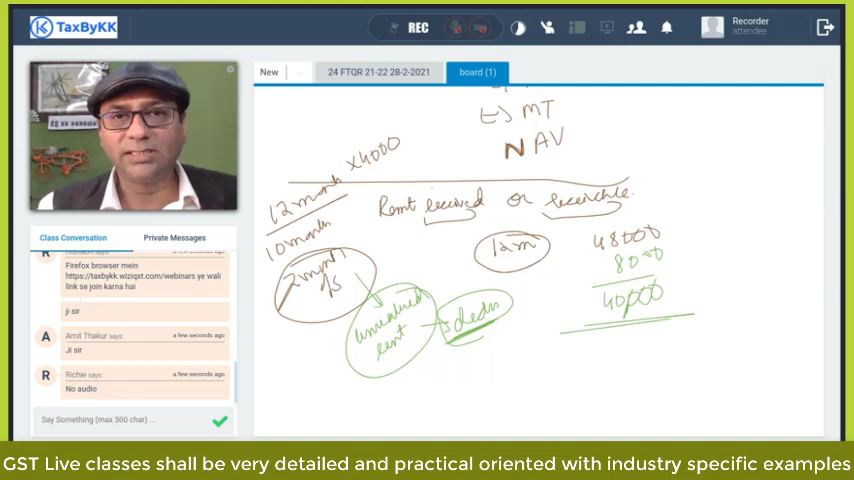 TaxByKK
REC
Recorder
attendee
New
24 FTQR 21-22 28-2-2021
board (1)
MT
NAV
12 month x4000
10 months
Rent received or receivable
12m
48000
8000
40000
2 month
unrealised
rent
dedn
Class Conversation
Private Messages
Firefox browser mein
https://taxbykk.wiziqxt.com/webinars ye wali
link se join karna hai
ji sir
A
Amit Thakur says:
a few seconds ago
Ji sir
R
Richie says:
a few seconds ago
No audio
Say Something (max 500 char) ...
GST Live classes shall be very detailed and practical oriented with industry specific examples